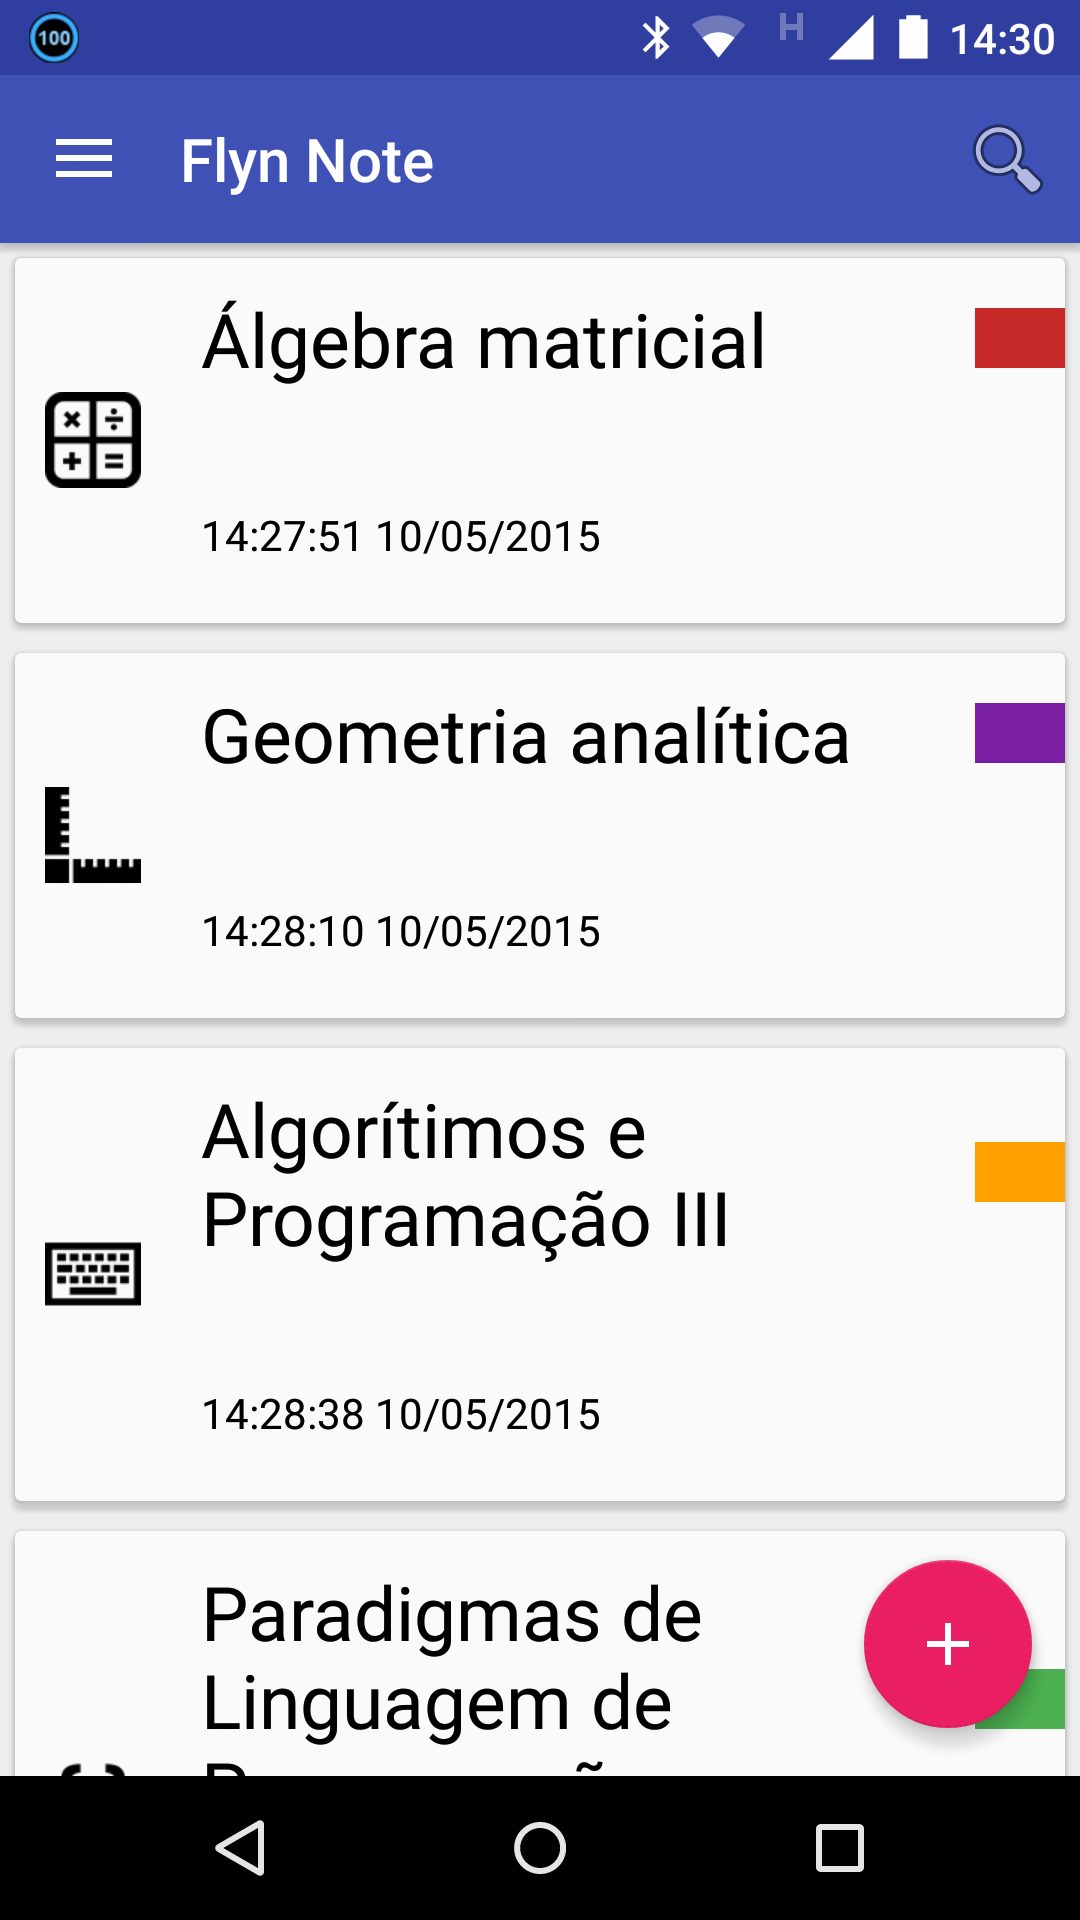 100
H
14:30
Flyn Note
Álgebra matricial
14:27:51 10/05/2015
Geometria analítica
14:28:10 10/05/2015
Algorítimos e
Programação III
14:28:38 10/05/2015
Paradigmas de
Linguagem de